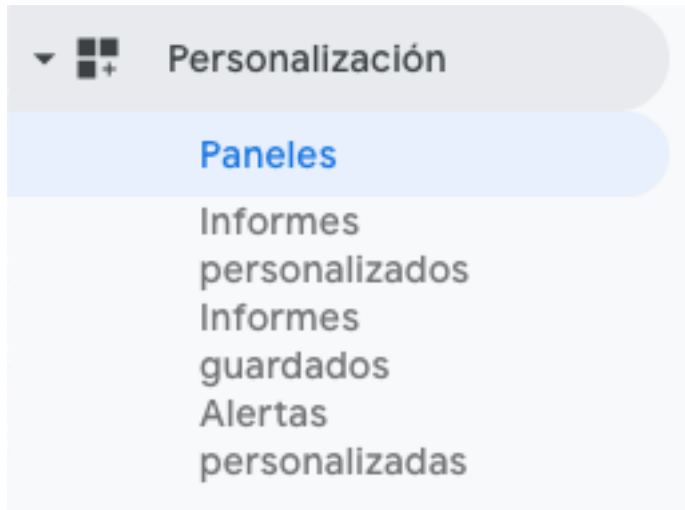 Personalización
Paneles
Informes
personalizados
Informes
guardados
Alertas
personalizadas